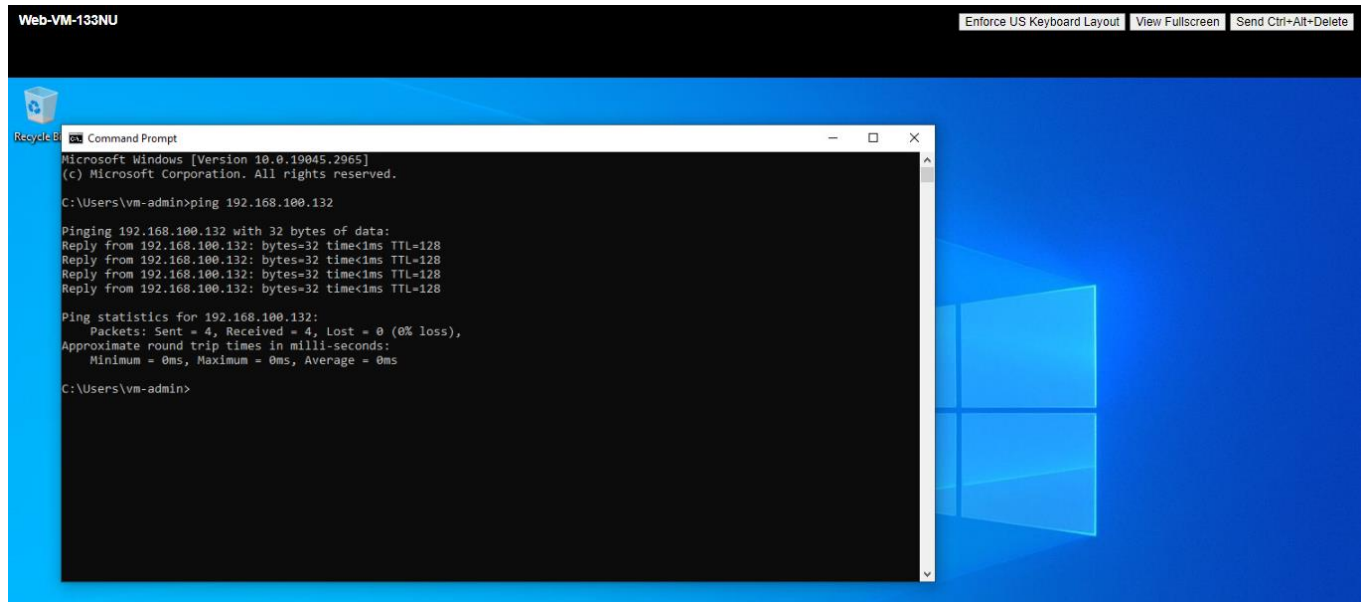 Web-VM-133NU
Enforce US Keyboard Layout View Fullscreen Send Ctrl+Alt+Delete
Recycle
Command Prompt
Microsoft Windows [Version 10.0.19045.2965]
(c) Microsoft Corporation. All rights reserved.
C:\Users\vm-admin>ping 192.168.100.132
Pinging 192.168.100.132 with 32 bytes of data:
Reply from 192.168.100.132: bytes=32 time<1ms TTL=128
Reply from 192.168.100.132: bytes=32 time<1ms TTL=128
Reply from 192.168.100.132: bytes=32 time<1ms TTL=128
Reply from 192.168.100.132: bytes=32 time<1ms TTL=128
Ping statistics for 192.168.100.132:
Packets: Sent = 4, Received = 4, Lost = 0 (0% loss),
Approximate round trip times in milli-seconds:
Minimum = 0ms, Maximum = 0ms, Average = 0ms
C:\Users\vm-admin>